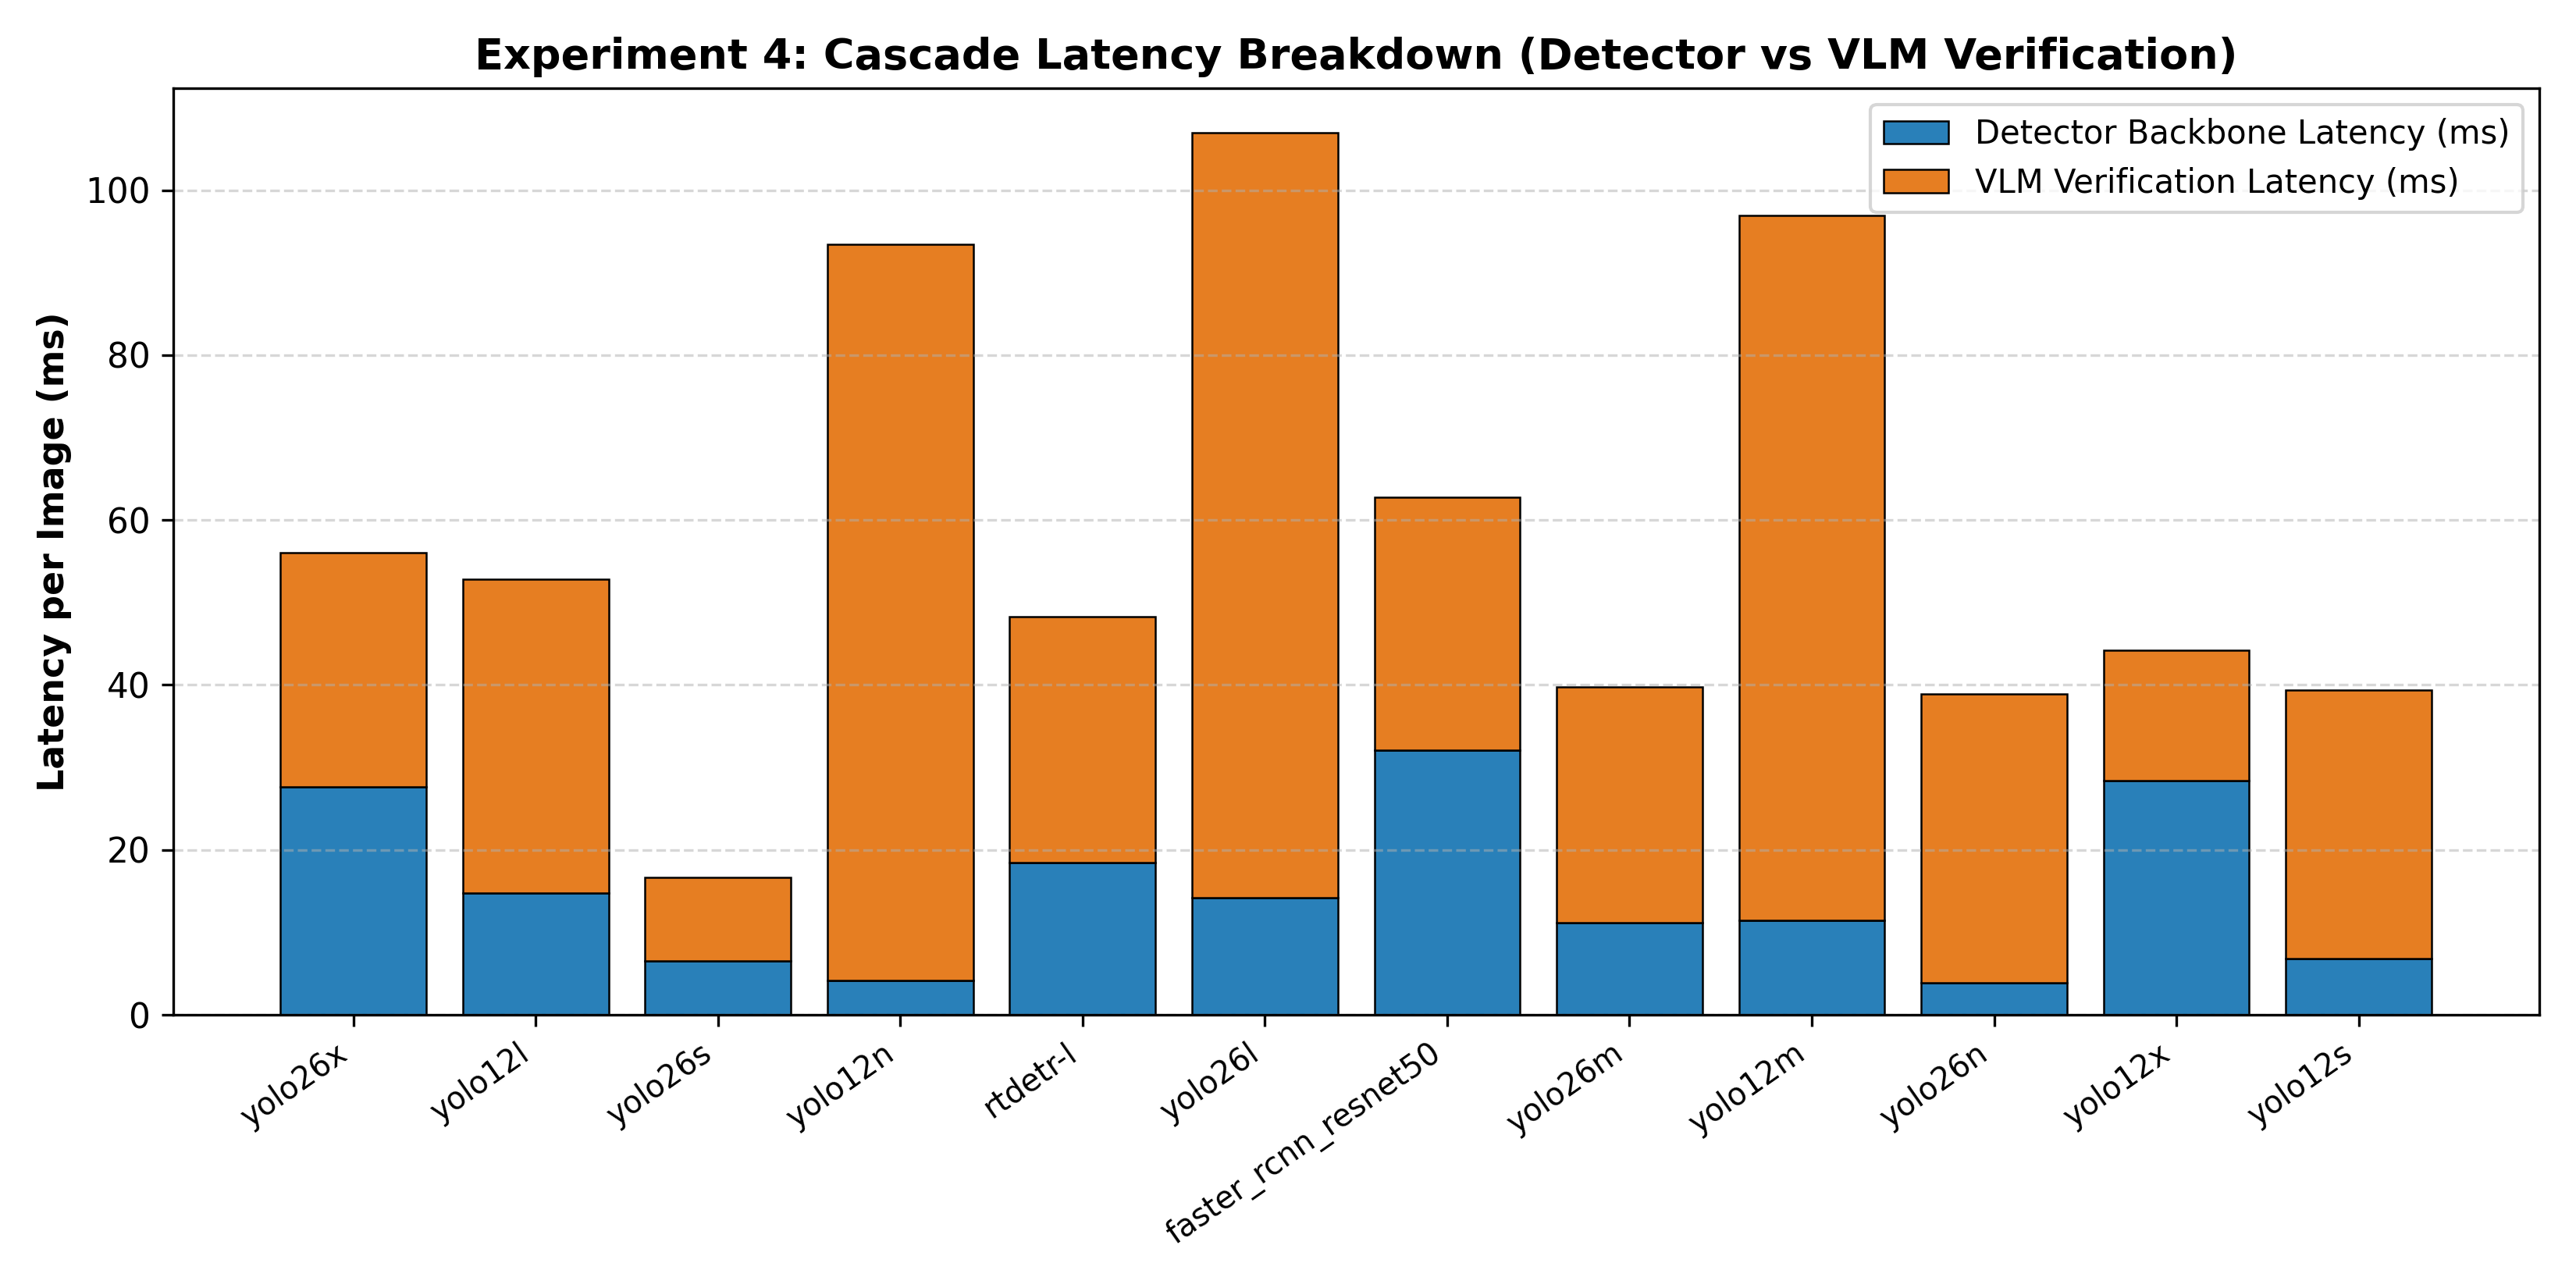 Experiment 4: Cascade Latency Breakdown (Detector vs VLM Verification)
Detector Backbone Latency (ms)
VLM Verification Latency (ms)
Latency per Image (ms)
100
80
60
40
20
0
yolo26x
yolo12l
yolo26s
yolo12n
rtdetr-l
yolo26l
faster_rcnn_resnet50
yolo26m
yolo12m
yolo26n
yolo12x
yolo12s